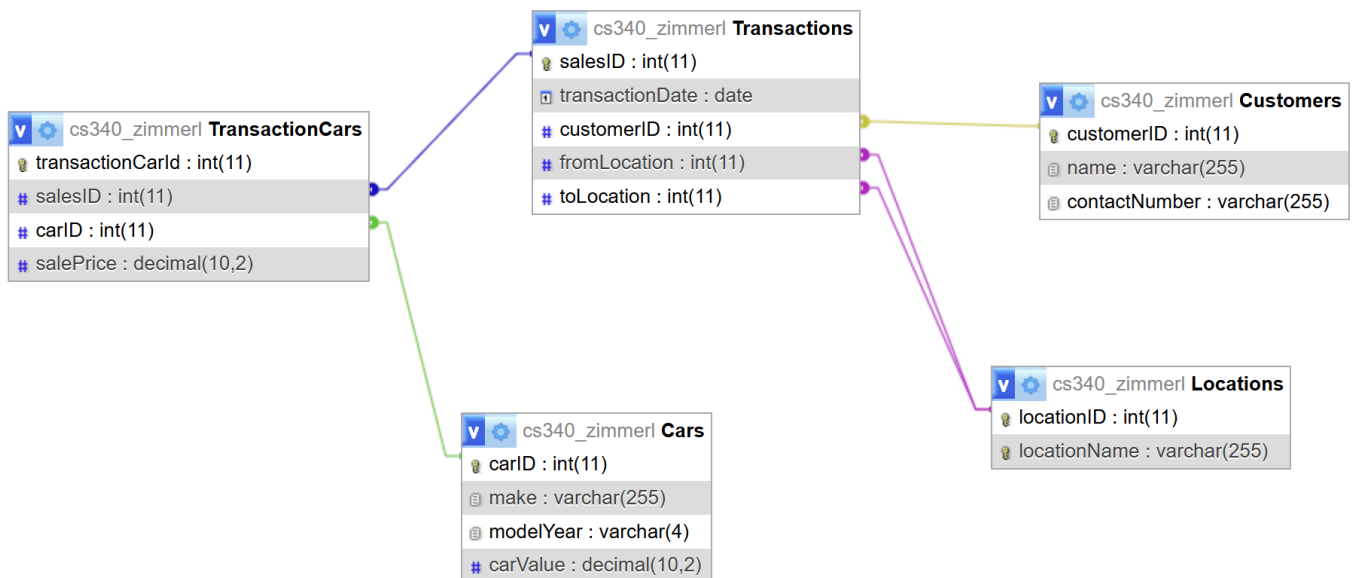 cs340_zimmerl Transactions
salesID : int(11)
transactionDate : date
customerID : int(11)
fromLocation : int(11)
toLocation : int(11)
cs340_zimmerl Customers
customerID : int(11)
name : varchar(255)
contactNumber : varchar(255)
cs340_zimmerl TransactionCars
transactionCarId : int(11)
salesID : int(11)
carID : int(11)
salePrice : decimal(10,2)
cs340_zimmerl Locations
locationID : int(11)
locationName : varchar(255)
cs340_zimmerl Cars
carID : int(11)
make : varchar(255)
modelYear : varchar(4)
carValue : decimal(10,2)